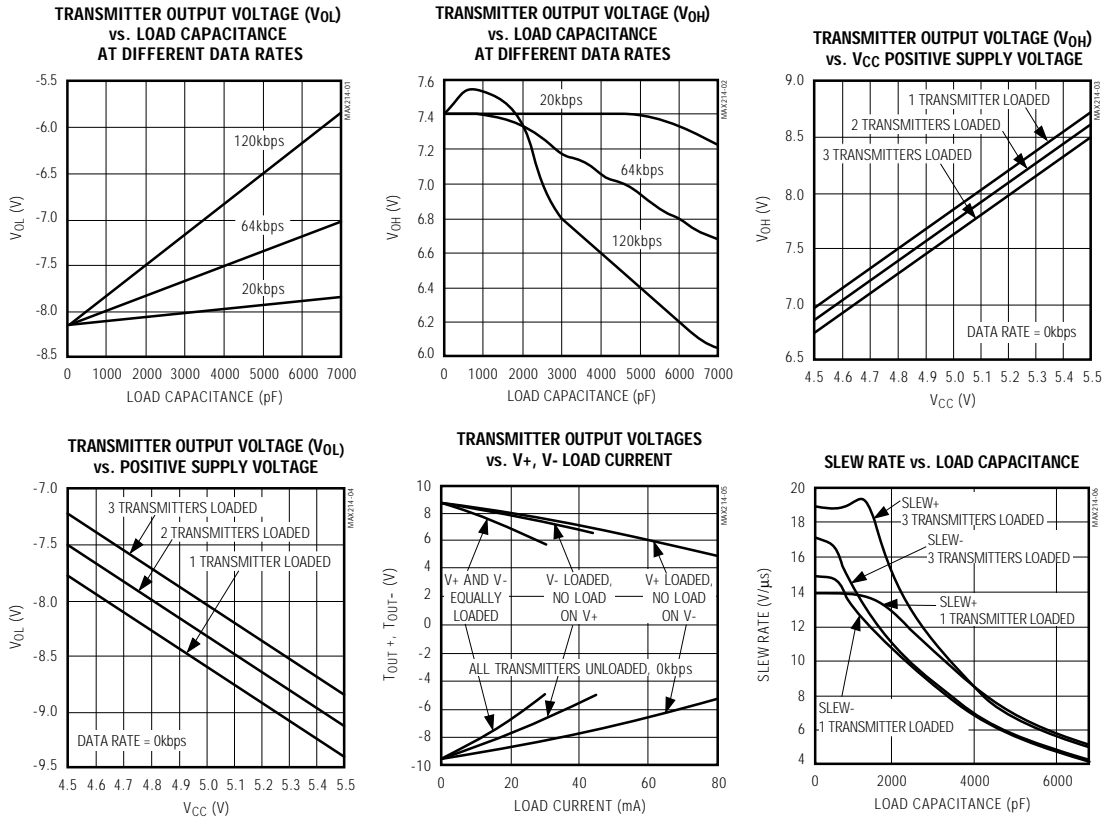 TRANSMITTER OUTPUT VOLTAGE (VOL)
vs. LOAD CAPACITANCE
AT DIFFERENT DATA RATES
MAX214-01
-5.5
-6.0
-6.5
-7.0
-7.5
-8.0
-8.5
VOL (V)
120kbps
64kbps
20kbps
0 1000 2000 3000 4000 5000 6000 7000
LOAD CAPACITANCE (pF)
TRANSMITTER OUTPUT VOLTAGE (VOH)
vs. LOAD CAPACITANCE
AT DIFFERENT DATA RATES
MAX214-02
7.6
7.4
7.2
7.0
6.8
6.6
6.4
6.2
6.0
VOH (V)
20kbps
64kbps
120kbps
0 1000 2000 3000 4000 5000 6000 7000
LOAD CAPACITANCE (pF)
TRANSMITTER OUTPUT VOLTAGE (VOH)
vs. VCC POSITIVE SUPPLY VOLTAGE
MAX214-03
9.0
8.5
8.0
7.5
7.0
6.5
VOH (V)
1 TRANSMITTER LOADED
2 TRANSMITTERS LOADED
3 TRANSMITTERS LOADED
DATA RATE = 0kbps
4.5 4.6 4.7 4.8 4.9 5.0 5.1 5.2 5.3 5.4 5.5
VCC (V)
TRANSMITTER OUTPUT VOLTAGE (VOL)
vs. POSITIVE SUPPLY VOLTAGE
MAX214-04
-7.0
-7.5
-8.0
-8.5
-9.0
-9.5
VOL (V)
3 TRANSMITTERS LOADED
2 TRANSMITTERS LOADED
1 TRANSMITTER LOADED
DATA RATE = 0kbps
4.5 4.6 4.7 4.8 4.9 5.0 5.1 5.2 5.3 5.4 5.5
VCC (V)
TRANSMITTER OUTPUT VOLTAGES
vs. V+, V- LOAD CURRENT
MAX214-05
10
8
6
4
2
0
-2
-4
-6
-8
-10
TOUT +, TOUT- (V)
V+ AND V-
EQUALLY
LOADED
V- LOADED,
NO LOAD
ON V+
V+ LOADED,
NO LOAD
ON V-
ALL TRANSMITTERS UNLOADED, 0kbps
0 20 40 60 80
LOAD CURRENT (mA)
SLEW RATE vs. LOAD CAPACITANCE
MAX214-06
20
18
16
14
12
10
8
6
4
SLEW RATE (V/µs)
SLEW+
3 TRANSMITTERS LOADED
SLEW-
3 TRANSMITTERS LOADED
SLEW+
1 TRANSMITTER LOADED
SLEW-
1 TRANSMITTER LOADED
0 2000 4000 6000
LOAD CAPACITANCE (pF)